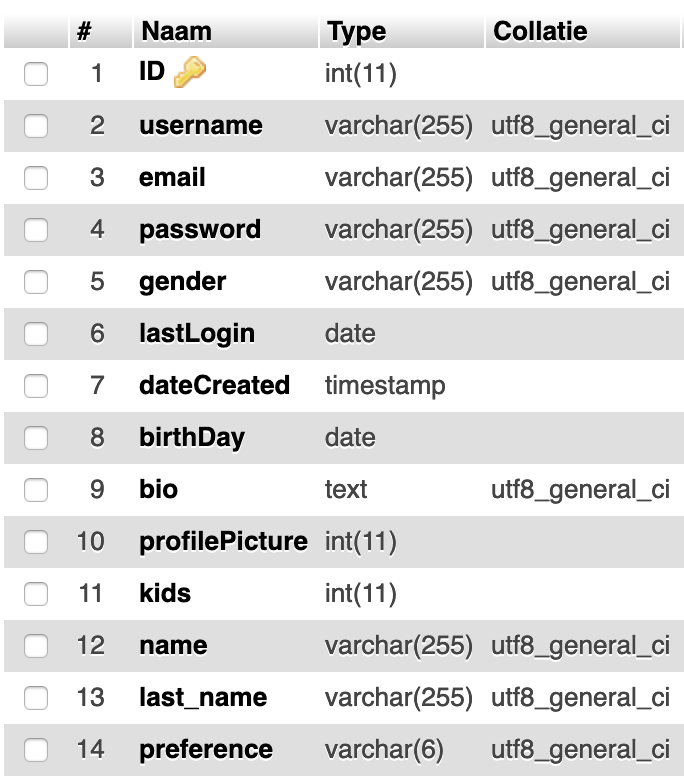 # Naam Type Collatie
1 ID int(11)
2 username varchar(255) utf8_general_ci
3 email varchar(255) utf8_general_ci
4 password varchar(255) utf8_general_ci
5 gender varchar(255) utf8_general_ci
6 lastLogin date
7 dateCreated timestamp
8 birthDay date
9 bio text utf8_general_ci
10 profilePicture int(11)
11 kids int(11)
12 name varchar(255) utf8_general_ci
13 last_name varchar(255) utf8_general_ci
14 preference varchar(6) utf8_general_ci